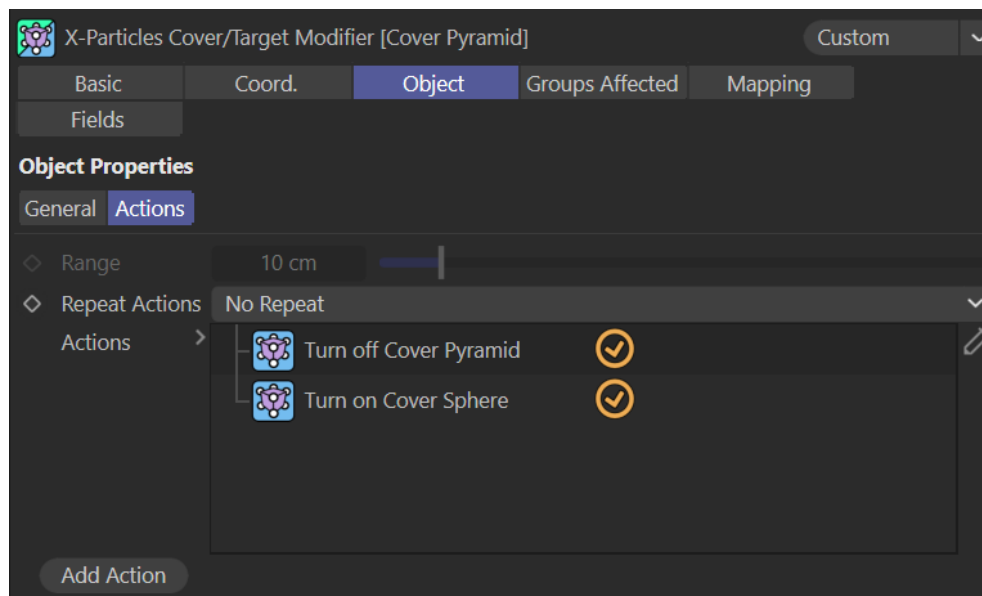 X-Particles Cover/Target Modifier [Cover Pyramid]
Custom
Basic Coord. Object Groups Affected Mapping
Fields
Object Properties
General Actions
Range 10 cm
Repeat Actions No Repeat
Actions
Turn off Cover Pyramid
Turn on Cover Sphere
Add Action